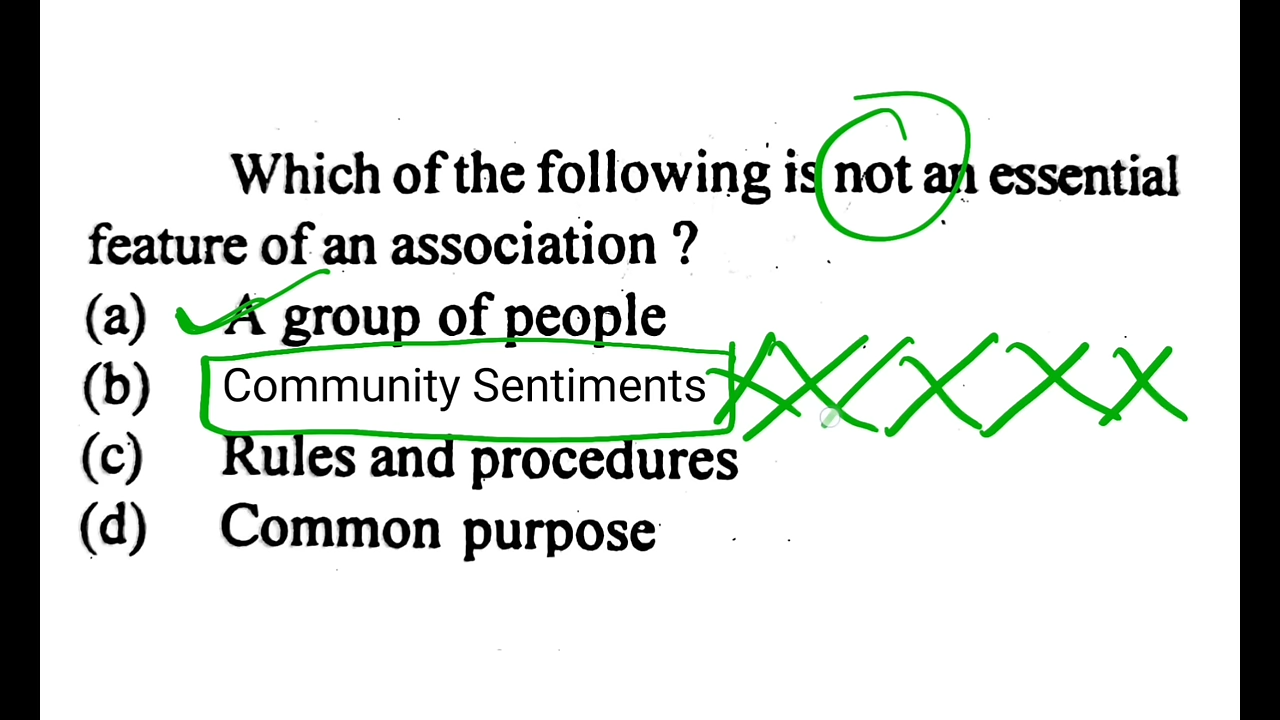 Which of the following is not an essential
feature of an association ?
(a) A group of people
(b) Community Sentiments
(c) Rules and procedures
(d) Common purpose